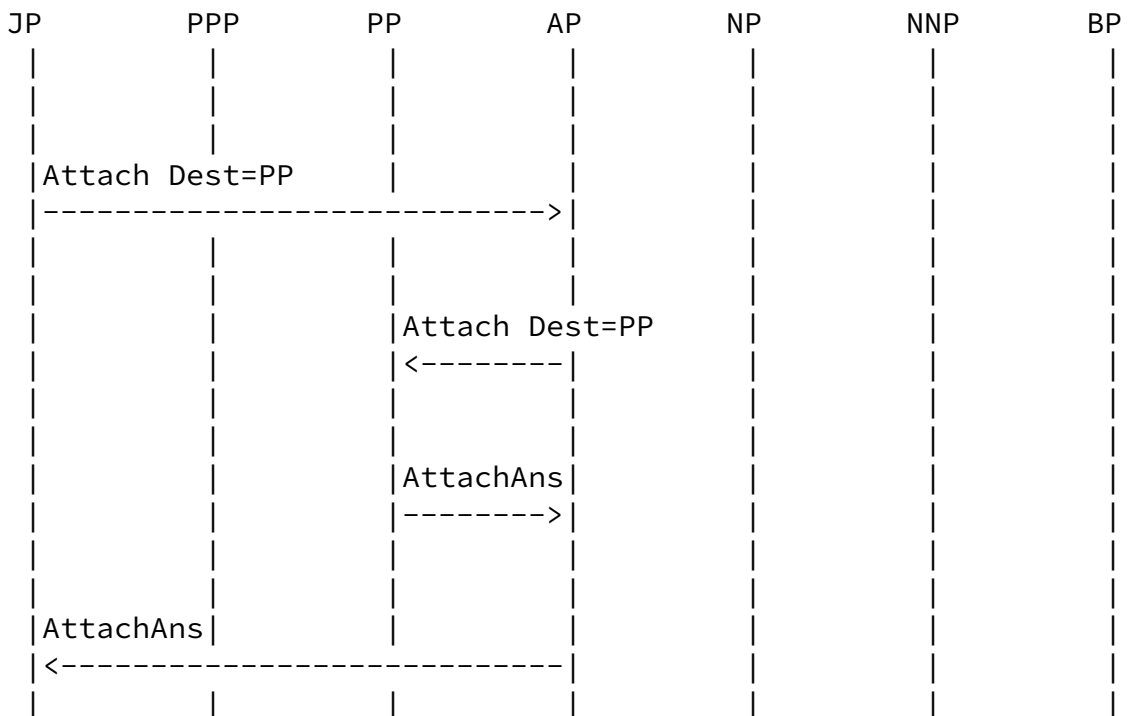 JP        PPP       PP        AP        NP        NNP       BP
 |         |         |         |         |         |         |
 |         |         |         |         |         |         |
 |         |         |         |         |         |         |
 |Attach Dest=PP     |         |         |         |         |
 |---------------------------->|         |         |         |
 |         |         |         |         |         |         |
 |         |         |         |         |         |         |
 |         |         |Attach Dest=PP     |         |         |
 |         |         |<--------|         |         |         |
 |         |         |         |         |         |         |
 |         |         |         |         |         |         |
 |         |         |AttachAns|         |         |         |
 |         |         |-------->|         |         |         |
 |         |         |         |         |         |         |
 |         |         |         |         |         |         |
 |AttachAns|         |         |         |         |         |
 |<----------------------------|         |         |         |
 |         |         |         |         |         |         |